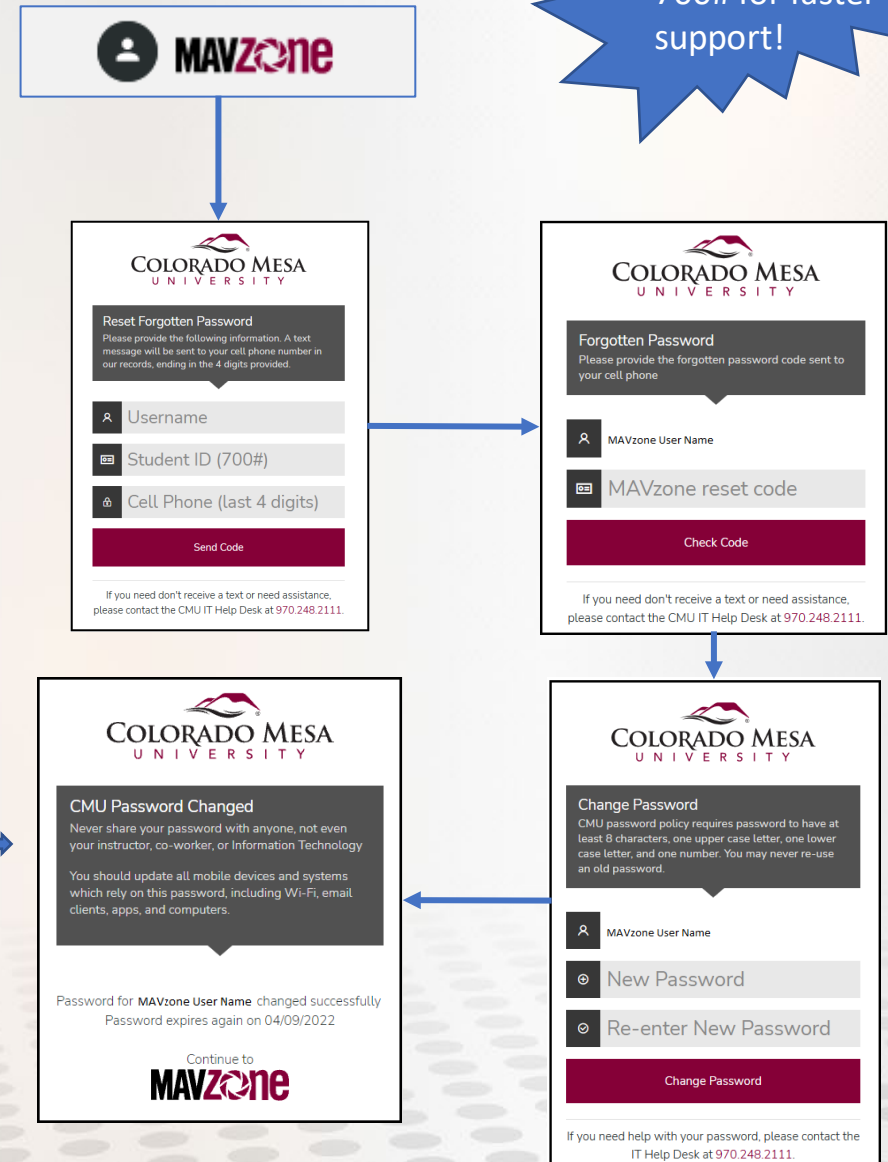 MAVZONE
support!
COLORADO MESA
UNIVERSITY
Reset Forgotten Password
Please provide the following information. A text
message will be sent to your cell phone number in
our records, ending in the 4 digits provided.
Username
Student ID (700#)
Cell Phone (last 4 digits)
Send Code
If you need don't receive a text or need assistance,
please contact the CMU IT Help Desk at 970.248.2111.
COLORADO MESA
UNIVERSITY
Forgotten Password
Please provide the forgotten password code sent to
your cell phone
MAVzone User Name
MAVzone reset code
Check Code
If you need don't receive a text or need assistance,
please contact the CMU IT Help Desk at 970.248.2111.
COLORADO MESA
UNIVERSITY
Change Password
CMU password policy requires password to have at
least 8 characters, one upper case letter, one lower
case letter, and one number. You may never re-use
an old password.
MAVzone User Name
New Password
Re-enter New Password
Change Password
If you need help with your password, please contact the
IT Help Desk at 970.248.2111.
COLORADO MESA
UNIVERSITY
CMU Password Changed
Never share your password with anyone, not even
your instructor, co-worker, or Information Technology
You should update all mobile devices and systems
which rely on this password, including Wi-Fi, email
clients, apps, and computers.
Password for MAVzone User Name changed successfully
Password expires again on 04/09/2022
Continue to
MAVZONE